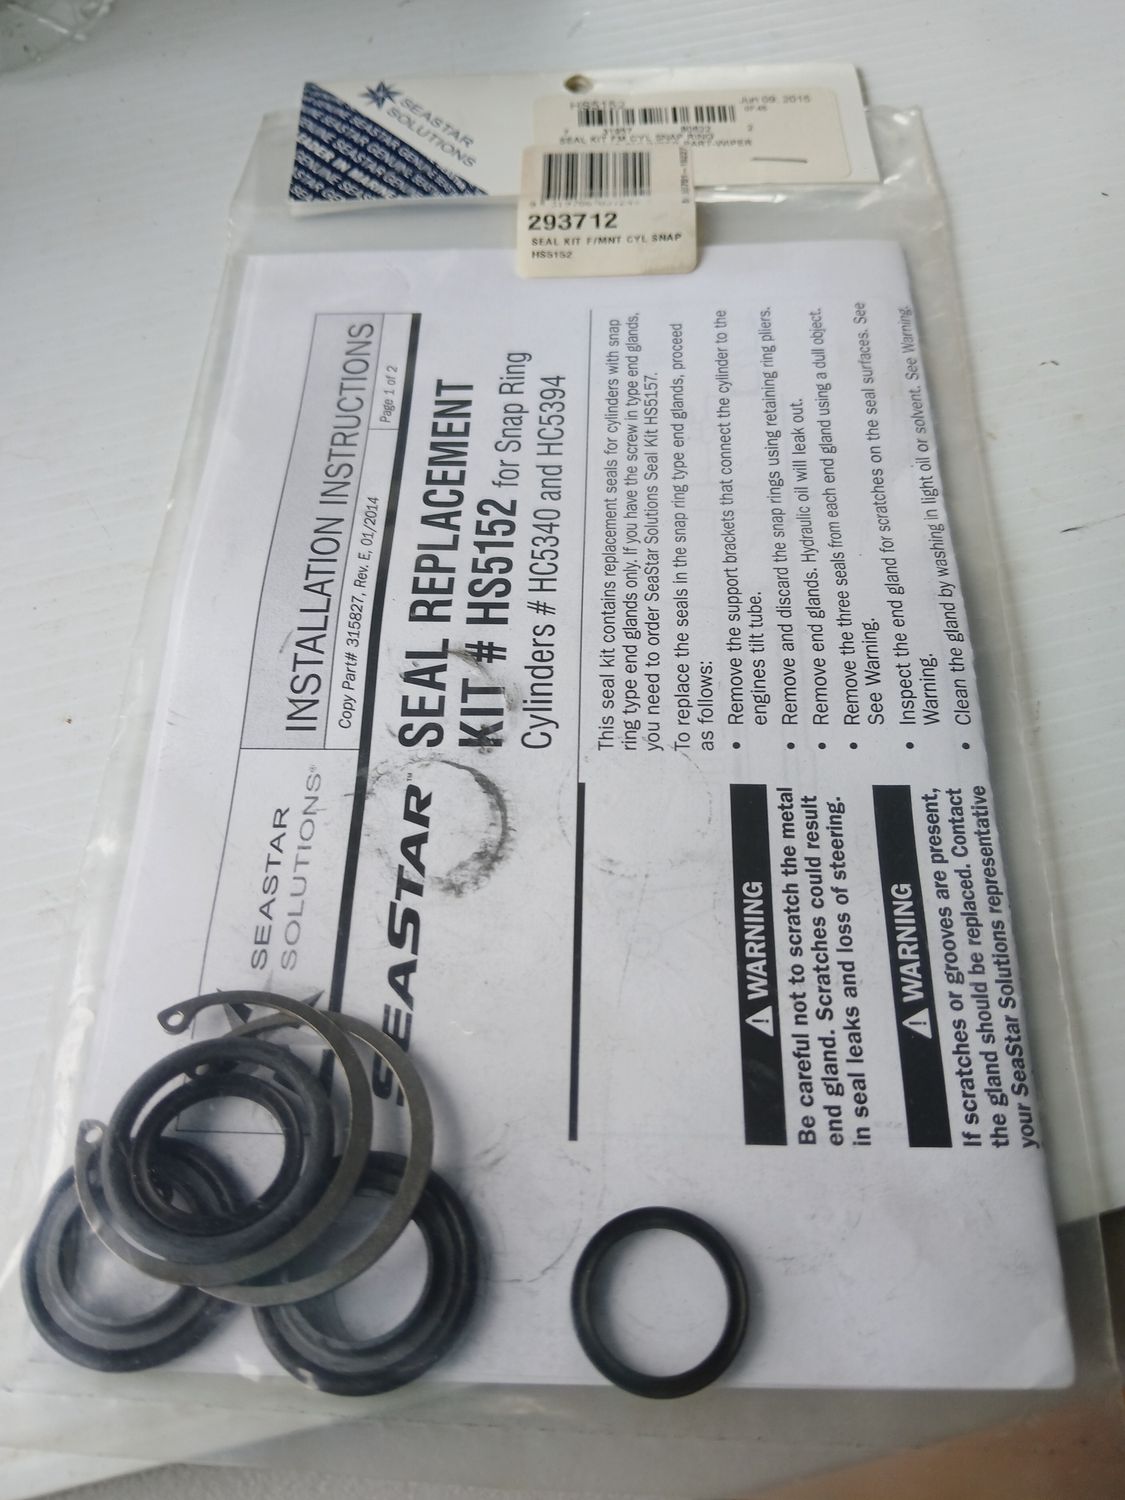 SEASTAR
SOLUTIONS
HS5152
Jun 09, 2015
SEAL KIT
293712
SEAL KIT F/MNT CYL SNAP
HS5152
SEASTAR
SOLUTIONS®
INSTALLATION INSTRUCTIONS
Copy Part# 315827, Rev. E, 01/2014
Page 1 of 2
SEASTAR™ SEAL REPLACEMENT
KIT # HS5152 for Snap Ring
Cylinders # HC5340 and HC5394
This seal kit contains replacement seals for cylinders with snap
ring type end glands only. If you have the screw in type end glands,
you need to order SeaStar Solutions Seal Kit HS5157.
To replace the seals in the snap ring type end glands, proceed
as follows:
• Remove the support brackets that connect the cylinder to the
engines tilt tube.
• Remove and discard the snap rings using retaining ring pliers.
• Remove end glands. Hydraulic oil will leak out.
• Remove the three seals from each end gland using a dull object.
See Warning.
• Inspect the end gland for scratches on the seal surfaces. See
Warning.
• Clean the gland by washing in light oil or solvent. See Warning.
⚠ WARNING
Be careful not to scratch the metal
end gland. Scratches could result
in seal leaks and loss of steering.
⚠ WARNING
If scratches or grooves are present,
the gland should be replaced. Contact
your SeaStar Solutions representative